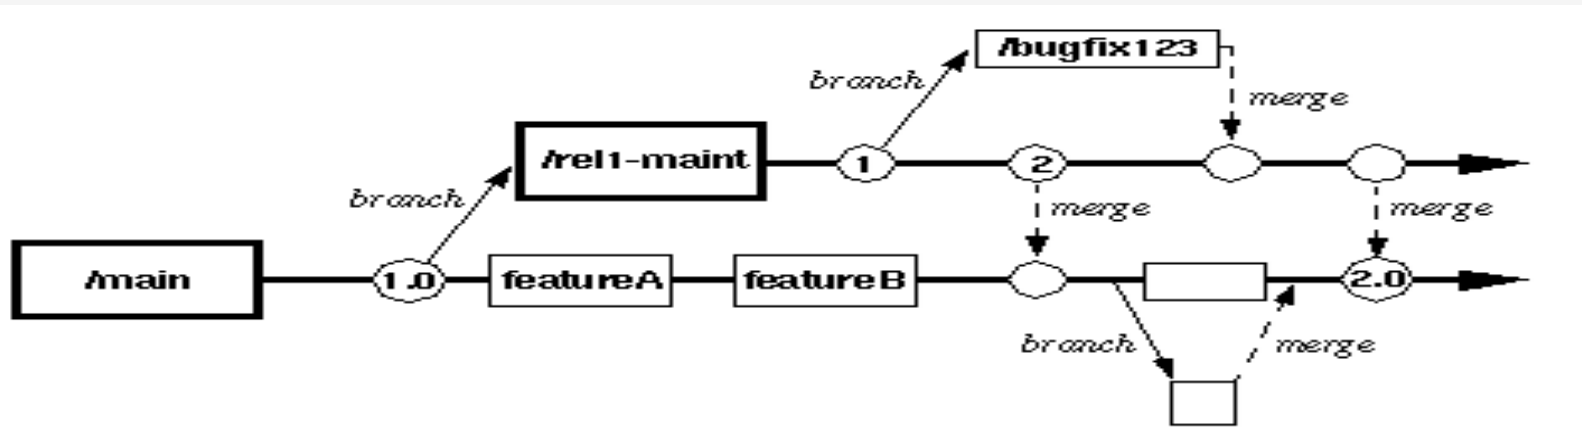 /bugfix123
branch
merge
/rel1-maint
1
2
branch
merge
merge
/main
1.0
featureA
featureB
2.0
branch
merge